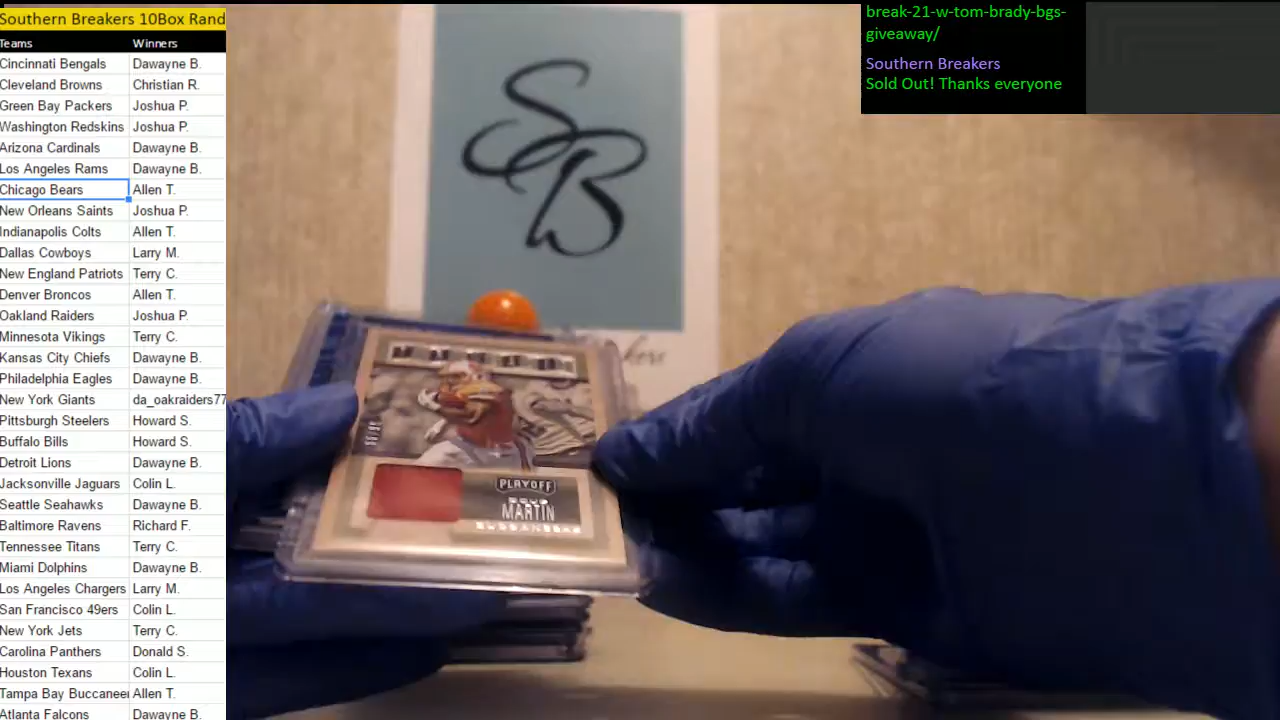 Southern Breakers 10Box Rand
Teams Winners
Cincinnati Bengals Dawayne B.
Cleveland Browns Christian R.
Green Bay Packers Joshua P.
Washington Redskins Joshua P.
Arizona Cardinals Dawayne B.
Los Angeles Rams Dawayne B.
Chicago Bears Allen T.
New Orleans Saints Joshua P.
Indianapolis Colts Allen T.
Dallas Cowboys Larry M.
New England Patriots Terry C.
Denver Broncos Allen T.
Oakland Raiders Joshua P.
Minnesota Vikings Terry C.
Kansas City Chiefs Dawayne B.
Philadelphia Eagles Dawayne B.
New York Giants da_oakraiders77
Pittsburgh Steelers Howard S.
Buffalo Bills Howard S.
Detroit Lions Dawayne B.
Jacksonville Jaguars Colin L.
Seattle Seahawks Dawayne B.
Baltimore Ravens Richard F.
Tennessee Titans Terry C.
Miami Dolphins Dawayne B.
Los Angeles Chargers Larry M.
San Francisco 49ers Colin L.
New York Jets Terry C.
Carolina Panthers Donald S.
Houston Texans Colin L.
Tampa Bay Buccaneer Allen T.
Atlanta Falcons Dawayne B.
break-21-w-tom-brady-bgs-
giveaway/
Southern Breakers
Sold Out! Thanks everyone
SB
PLAYOFF
DOUG
MARTIN
BUCCANEERS